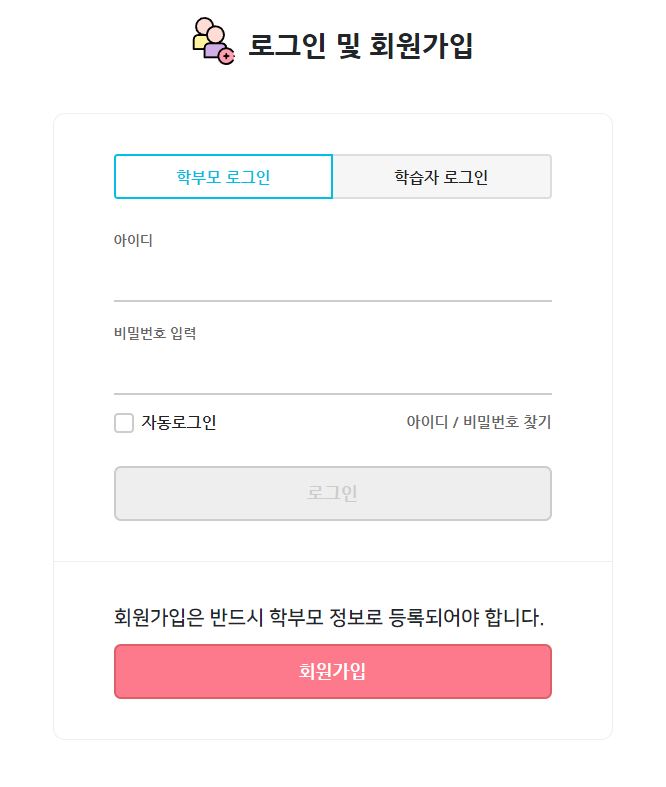 로그인 및 회원가입
학부모 로그인 학습자 로그인
아이디
비밀번호 입력
자동로그인 아이디 / 비밀번호 찾기
로그인
회원가입은 반드시 학부모 정보로 등록되어야 합니다.
회원가입